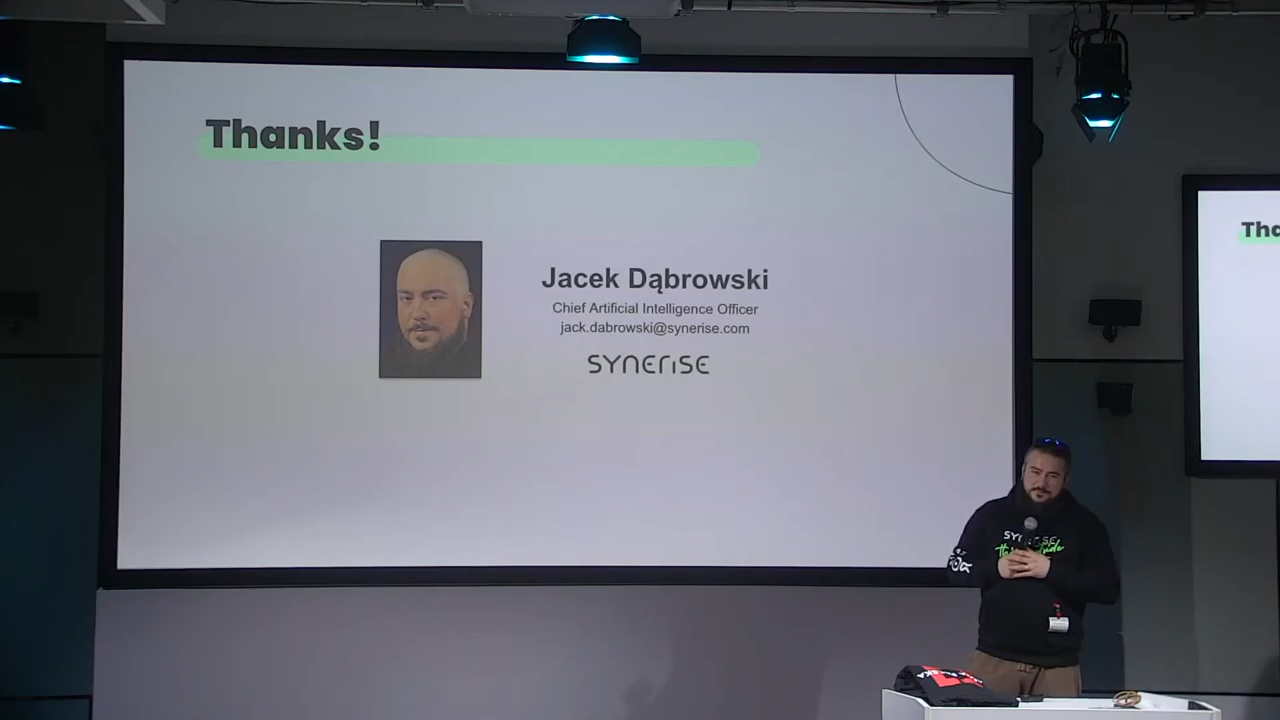 Thanks!
Jacek Dąbrowski
Chief Artificial Intelligence Officer
jack.dabrowski@synerise.com
SYNERISE
Tha